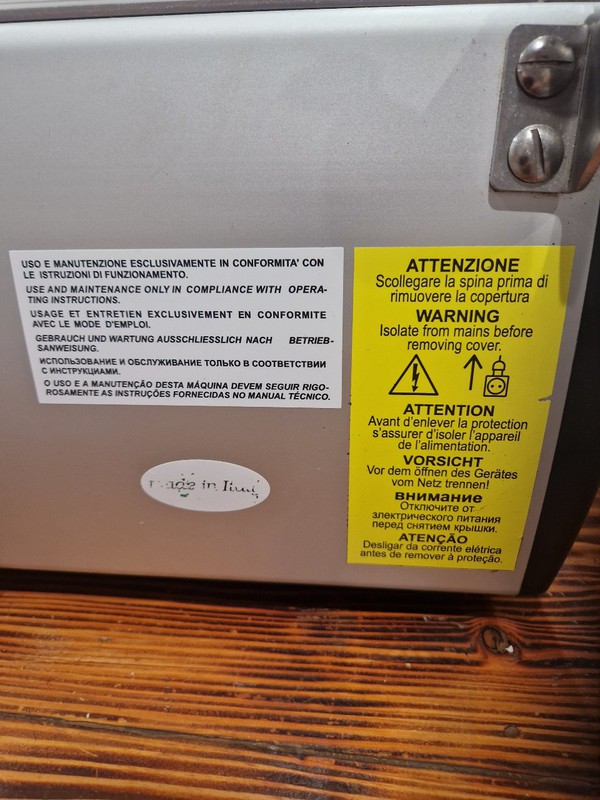 USO E MANUTENZIONE ESCLUSIVAMENTE IN CONFORMITA' CON
LE ISTRUZIONI DI FUNZIONAMENTO.
USE AND MAINTENANCE ONLY IN COMPLIANCE WITH OPERA-
TING INSTRUCTIONS.
USAGE ET ENTRETIEN EXCLUSIVEMENT EN CONFORMITE
AVEC LE MODE D'EMPLOI.
GEBRAUCH UND WARTUNG AUSSCHLIESSLICH NACH BETRIEB-
SANWEISUNG.
ИСПОЛЬЗОВАНИЕ И ОБСЛУЖИВАНИЕ ТОЛЬКО В СООТВЕТСТВИИ
С ИНСТРУКЦИЯМИ.
O USO E A MANUTENÇÃO DESTA MÁQUINA DEVEM SEGUIR RIGO-
ROSAMENTE AS INSTRUÇÕES FORNECIDAS NO MANUAL TÉCNICO.
Made in Italy
ATTENZIONE
Scollegare la spina prima di
rimuovere la copertura
WARNING
Isolate from mains before
removing cover.
ATTENTION
Avant d'enlever la protection
s'assurer d'isoler l'appareil
de l'alimentation.
VORSICHT
Vor dem öffnen des Gerätes
vom Netz trennen!
внимание
Отключите от
злектрического питания
перед снятием крышки.
ATENÇÃO
Desligar da corrente elétrica
antes de remover à proteção.